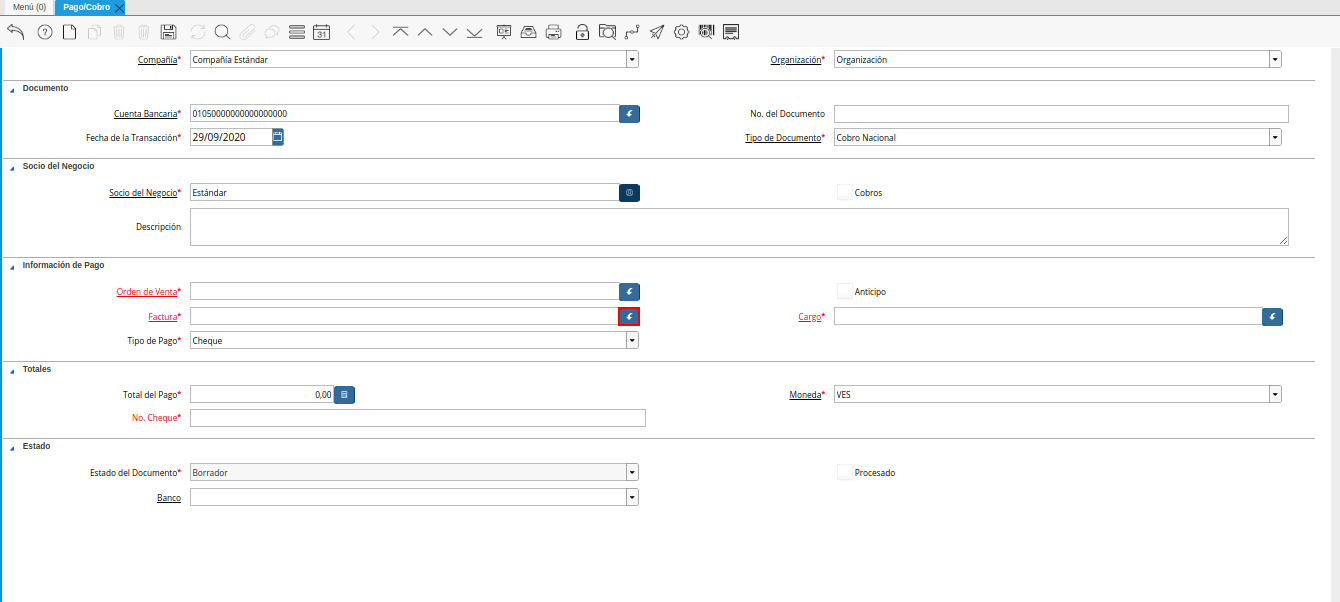 Menú (0) Pago/Cobro
31
Compañía* Compañía Estándar Organización* Organización
Documento
Cuenta Bancaria* 01050000000000000000 No. del Documento
Fecha de la Transacción* 29/09/2020 Tipo de Documento* Cobro Nacional
Socio del Negocio
Socio del Negocio* Estándar Cobros
Descripción
Información de Pago
Orden de Venta* Anticipo
Factura* Cargo*
Tipo de Pago* Cheque
Totales
Total del Pago* 0,00 Moneda* VES
No. Cheque*
Estado
Estado del Documento* Borrador Procesado
Banco